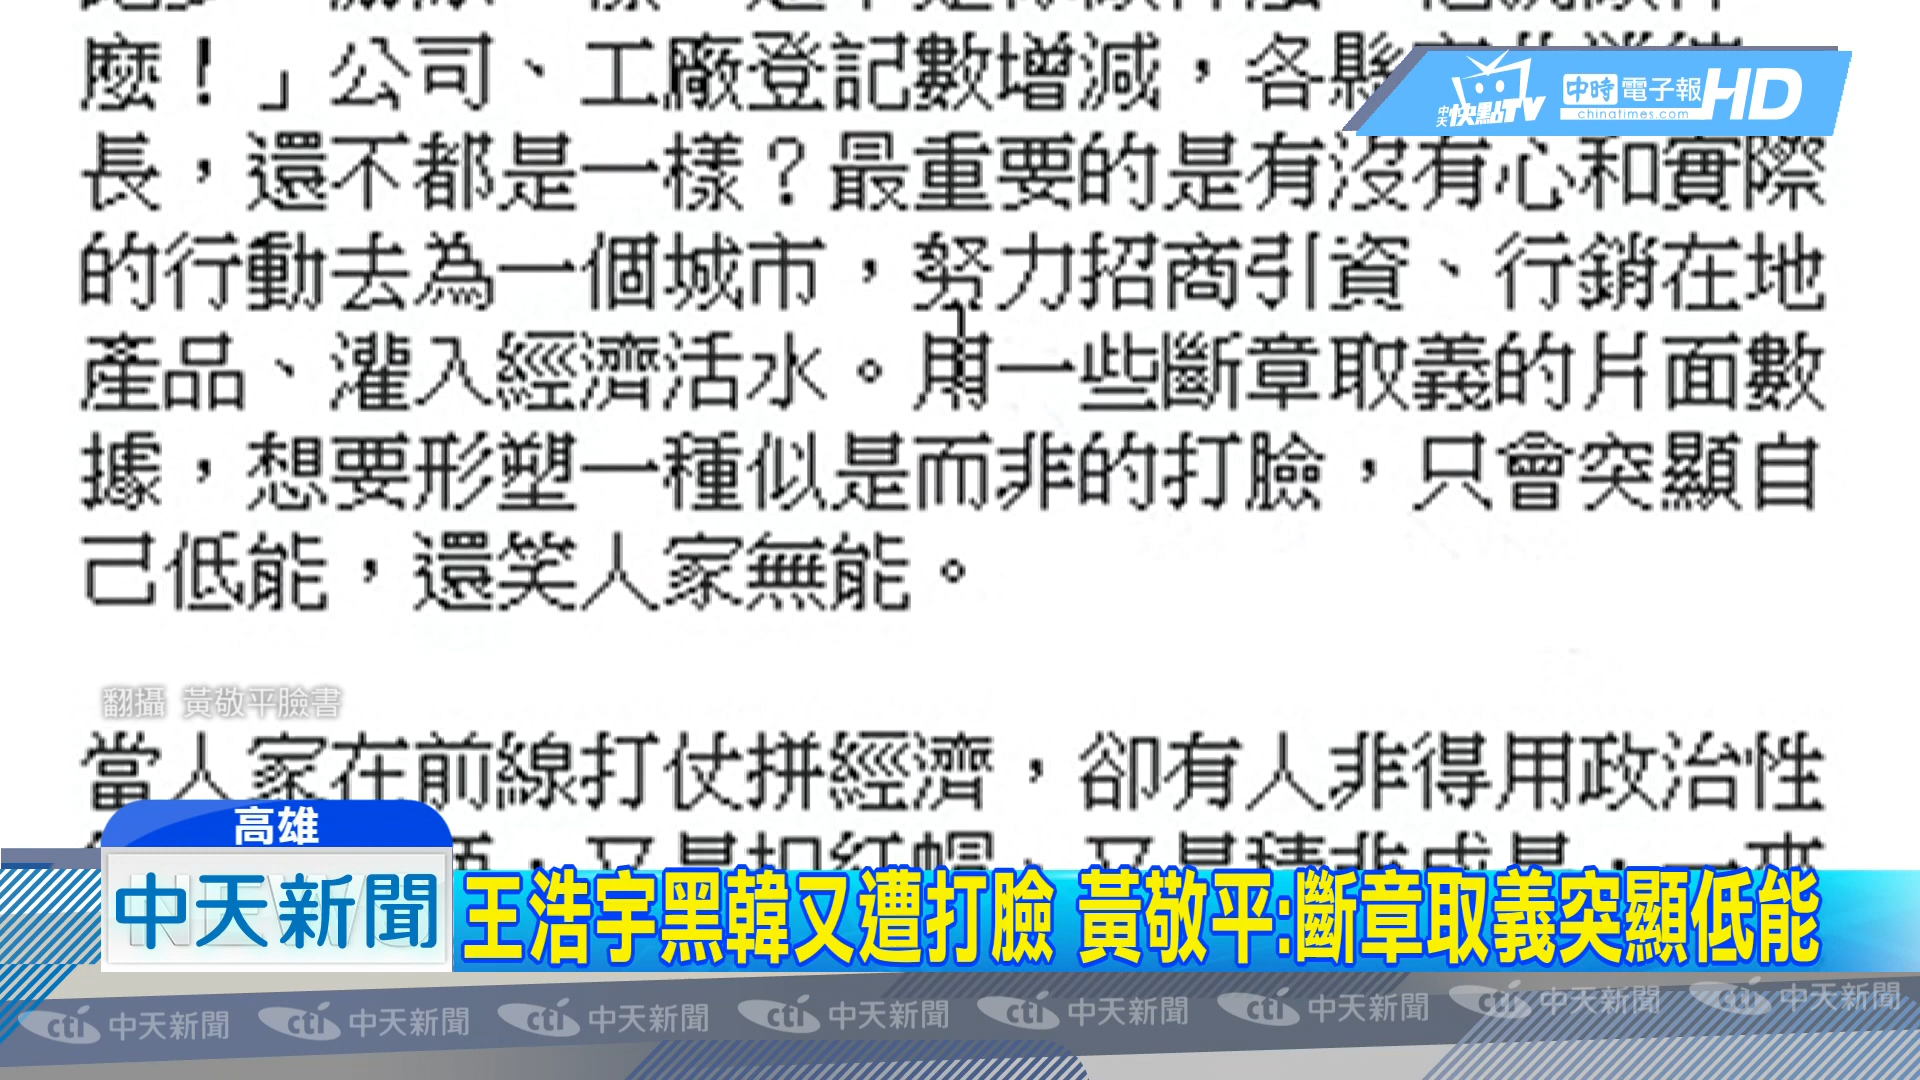 麼！」公司、工廠登記數增減，各縣
長，還不都是一樣？最重要的是有沒有心和實際
的行動去為一個城市，努力招商引資、行銷在地
產品、灌入經濟活水。用一些斷章取義的片面數
據，想要形塑一種似是而非的打臉，只會突顯自
己低能，還笑人家無能。
當人家在前線打仗拼經濟，卻有人非得用政治性
中天快點TV
中時電子報HD
chinatimes.com
翻攝 黃敬平臉書
高雄
NEWS
中天新聞
王浩宇黑韓又遭打臉 黃敬平:斷章取義突顯低能
cti 中天新聞 cti 中天新聞 cti 中天新聞 cti 中天新聞 cti 中天新聞 cti 中天新聞 cti 中天新聞 cti 中天新聞